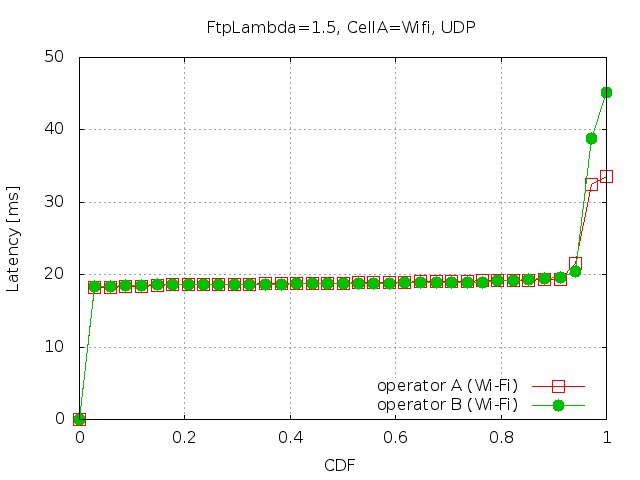 FtpLambda=1.5, CellA=Wifi, UDP
50
40
30
20
10
0
Latency [ms]
operator A (Wi-Fi)
operator B (Wi-Fi)
0 0.2 0.4 0.6 0.8 1
CDF